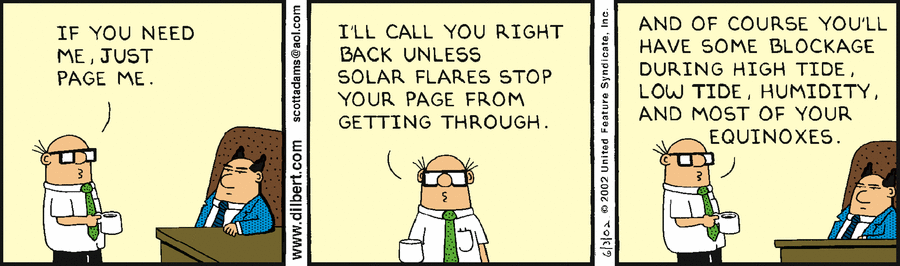 IF YOU NEED
ME, JUST
PAGE ME.
www.dilbert.com scottadams@aol.com
I'LL CALL YOU RIGHT
BACK UNLESS
SOLAR FLARES STOP
YOUR PAGE FROM
GETTING THROUGH.
6/3/02 © 2002 United Feature Syndicate, Inc.
AND OF COURSE YOU'LL
HAVE SOME BLOCKAGE
DURING HIGH TIDE,
LOW TIDE, HUMIDITY,
AND MOST OF YOUR
EQUINOXES.